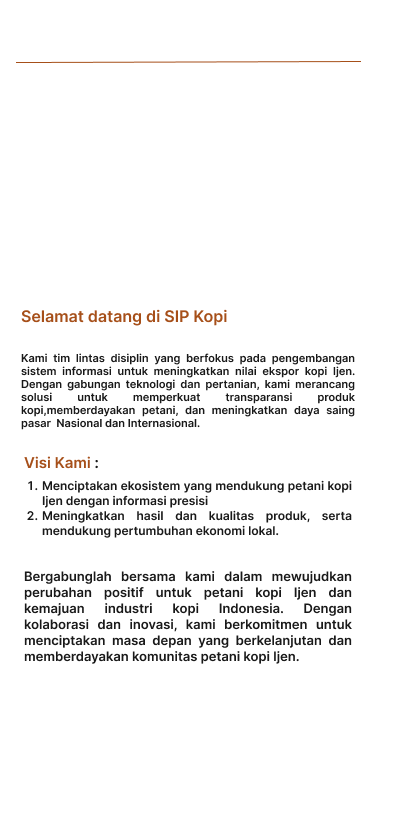 Selamat datang di SIP Kopi
Kami tim lintas disiplin yang berfokus pada pengembangan
sistem informasi untuk meningkatkan nilai ekspor kopi Ijen.
Dengan gabungan teknologi dan pertanian, kami merancang
solusi untuk memperkuat transparansi produk
kopi,memberdayakan petani, dan meningkatkan daya saing
pasar Nasional dan Internasional.
Visi Kami :
1. Menciptakan ekosistem yang mendukung petani kopi
Ijen dengan informasi presisi
2. Meningkatkan hasil dan kualitas produk, serta
mendukung pertumbuhan ekonomi lokal.
Bergabunglah bersama kami dalam mewujudkan
perubahan positif untuk petani kopi Ijen dan
kemajuan industri kopi Indonesia. Dengan
kolaborasi dan inovasi, kami berkomitmen untuk
menciptakan masa depan yang berkelanjutan dan
memberdayakan komunitas petani kopi Ijen.